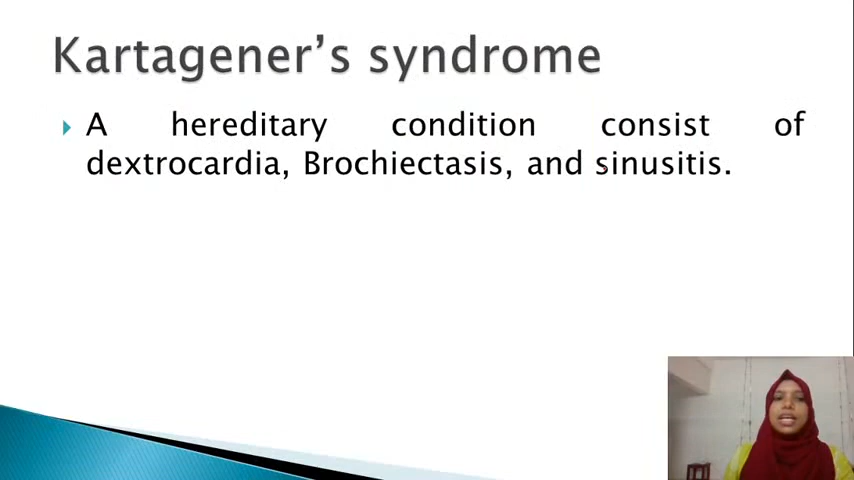 Kartagener’s syndrome
A hereditary condition consist of
dextrocardia, Brochiectasis, and sinusitis.